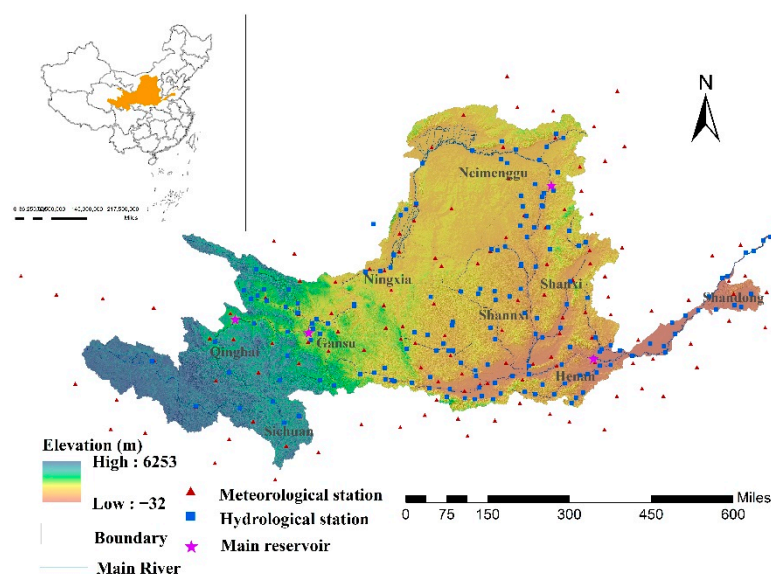 N
Neimenggu
Ningxia
Shanxi
Shandong
Shannxi
Gansu
Qinghai
Henan
Sichuan
Miles
Elevation (m)
High : 6253
Low : −32
Boundary
Main River
Meteorological station
Hydrological station
Main reservoir
Miles
0 75 150 300 450 600